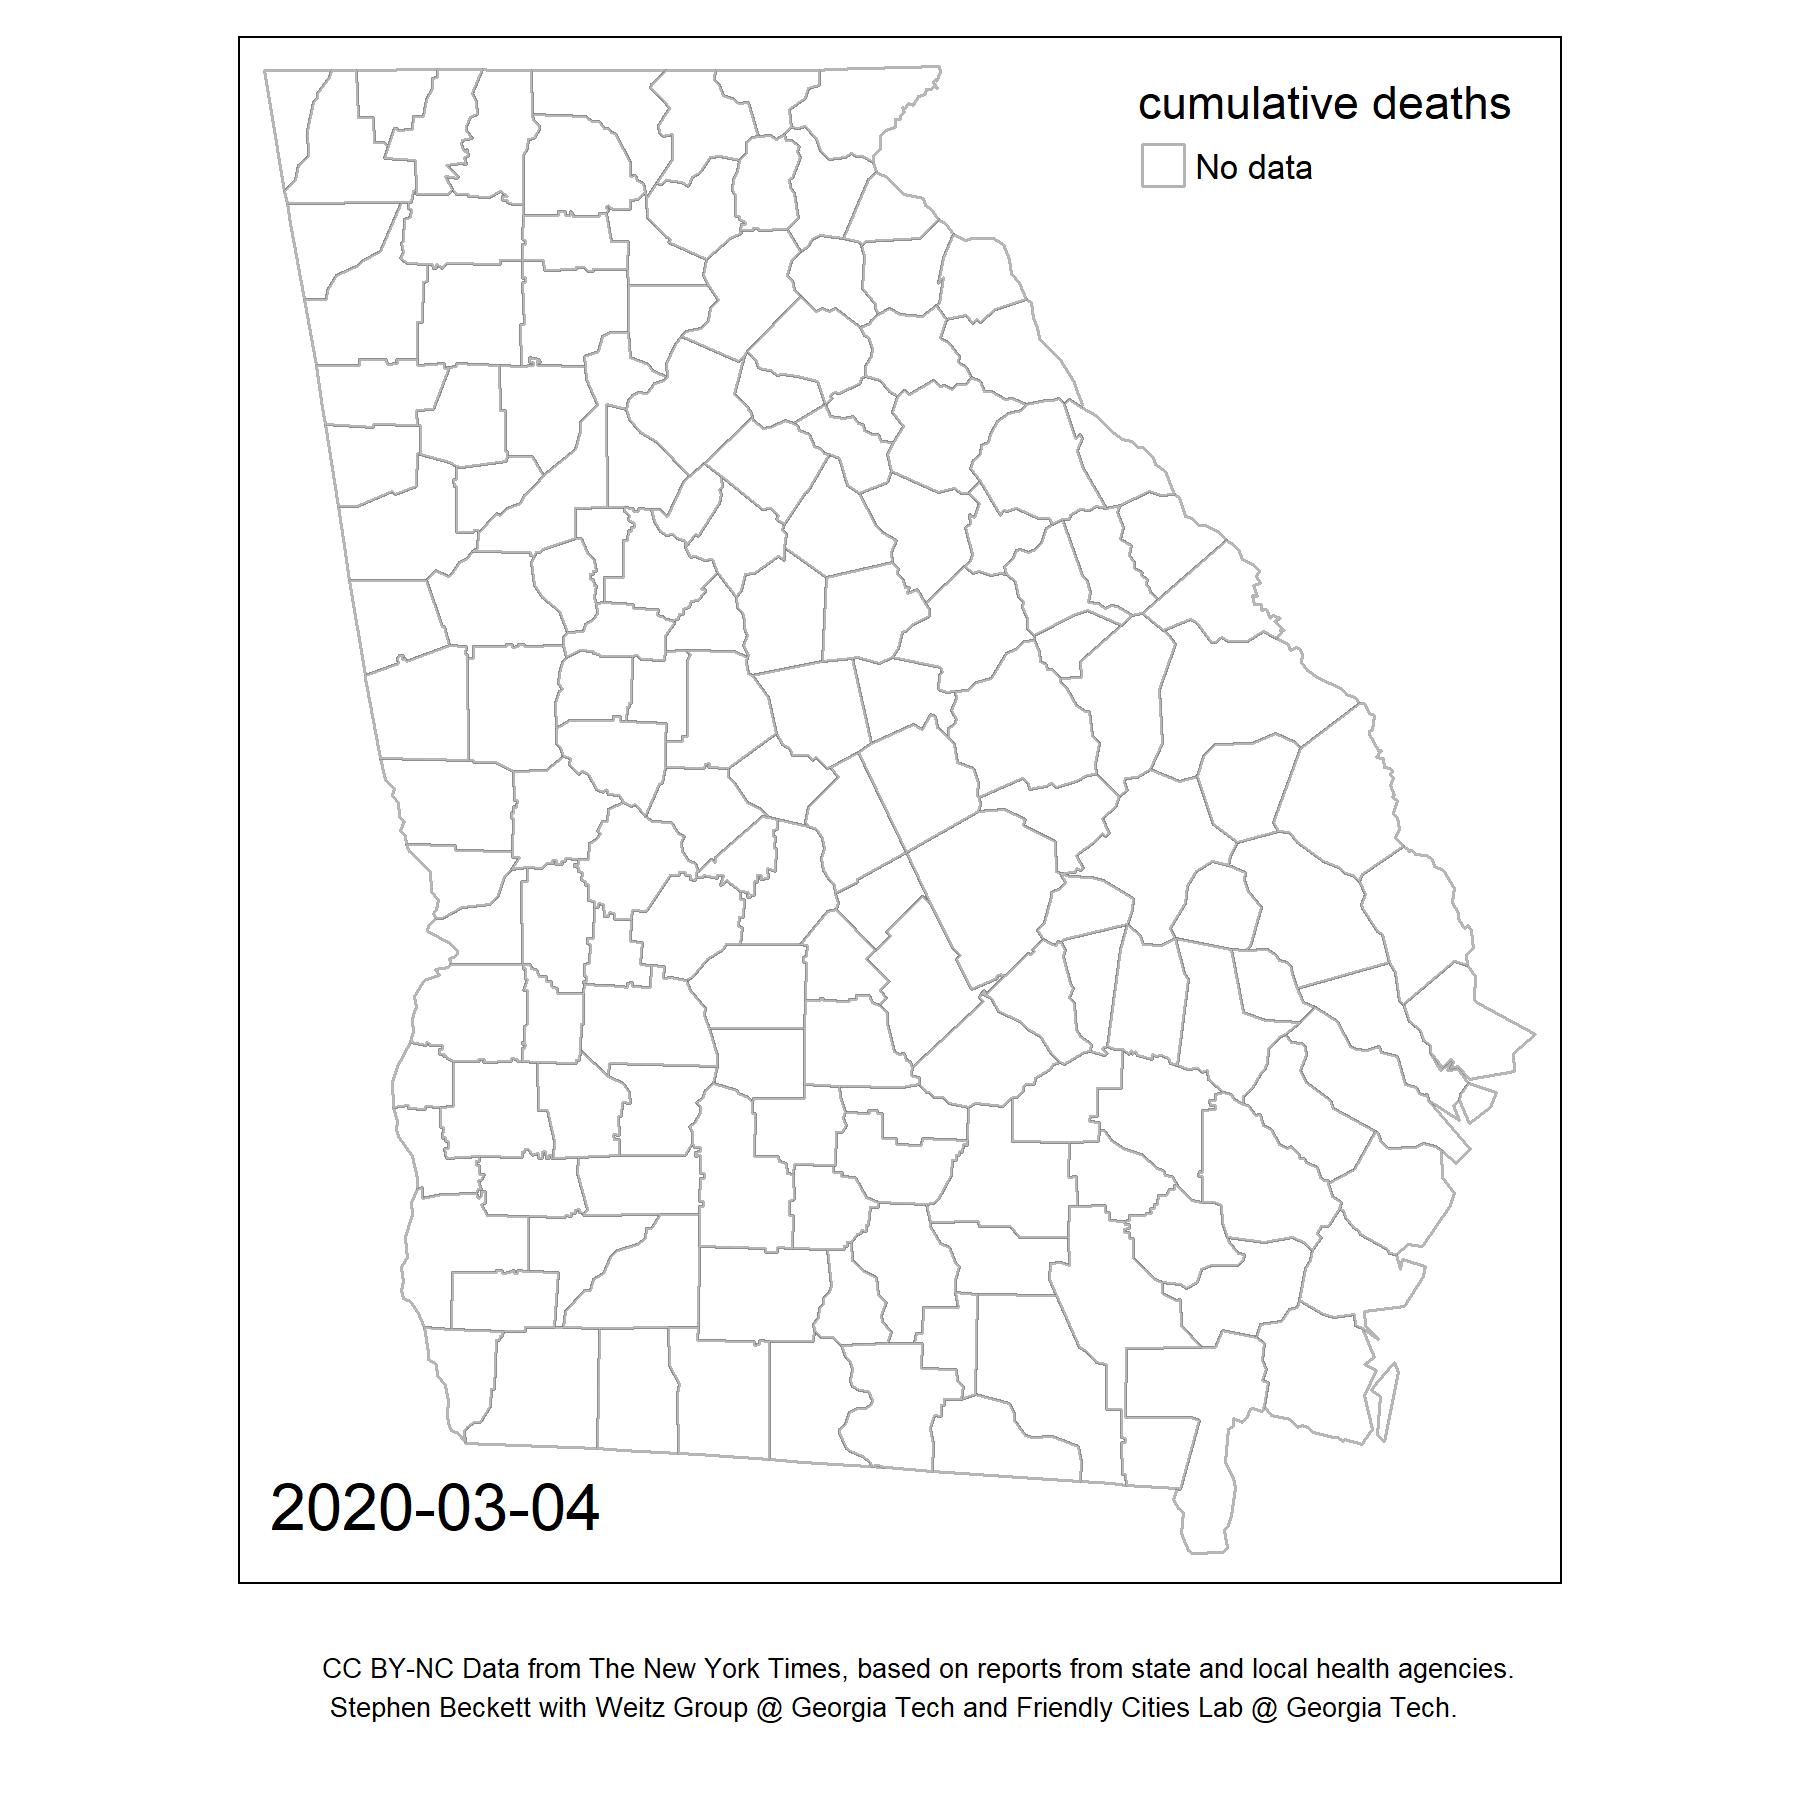 cumulative deaths
No data
2020-03-04
CC BY-NC Data from The New York Times, based on reports from state and local health agencies.
Stephen Beckett with Weitz Group @ Georgia Tech and Friendly Cities Lab @ Georgia Tech.